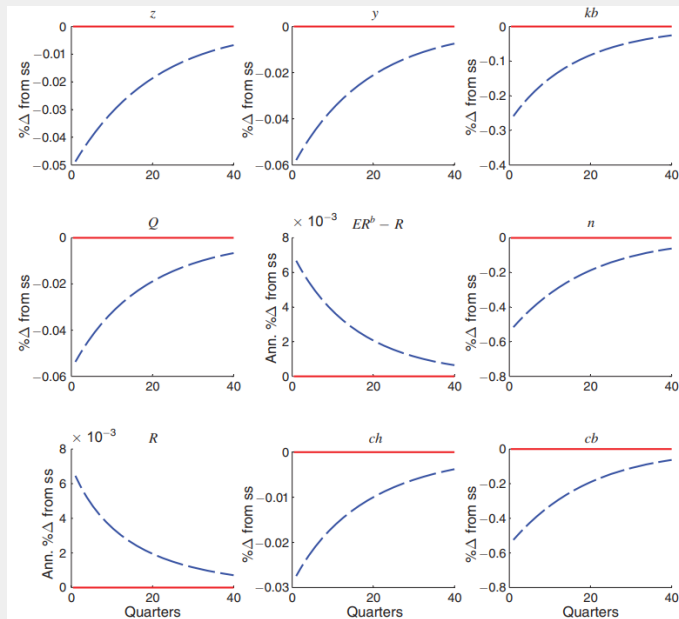 z
%Δ from ss
0
−0.01
−0.02
−0.03
−0.04
−0.05
0 20 40
y
%Δ from ss
0
−0.02
−0.04
−0.06
0 20 40
kb
%Δ from ss
0
−0.1
−0.2
−0.3
−0.4
0 20 40
Q
%Δ from ss
0
−0.02
−0.04
−0.06
0 20 40
× 10⁻³ ERᵇ − R
Ann. %Δ from ss
8
6
4
2
0
0 20 40
n
%Δ from ss
0
−0.2
−0.4
−0.6
−0.8
0 20 40
× 10⁻³ R
Ann. %Δ from ss
8
6
4
2
0
0 20 40
Quarters
ch
%Δ from ss
0
−0.01
−0.02
−0.03
0 20 40
Quarters
cb
%Δ from ss
0
−0.2
−0.4
−0.6
−0.8
0 20 40
Quarters